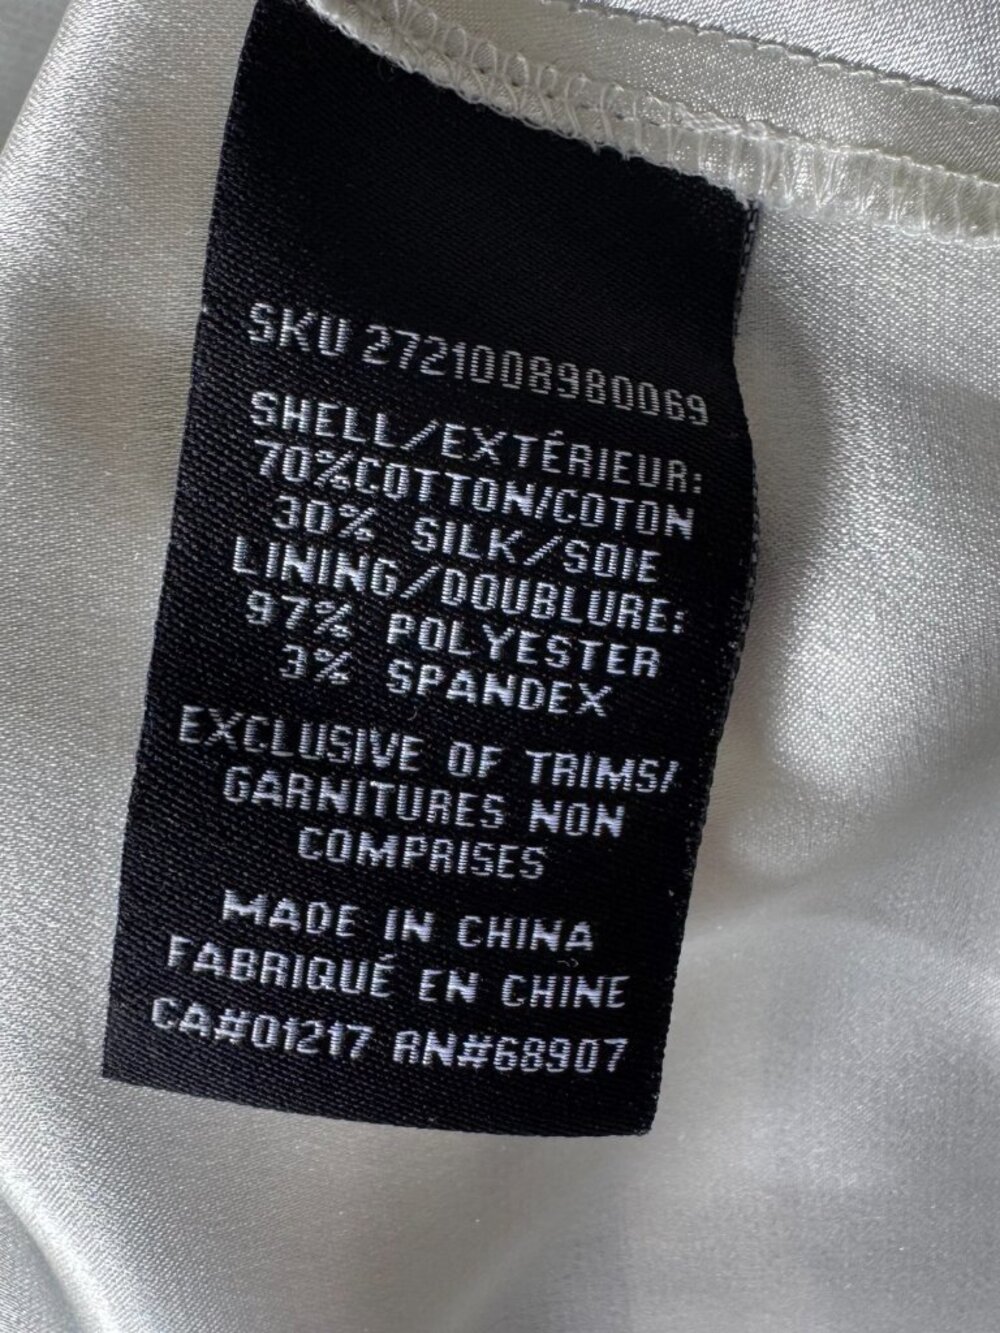 SKU 2721008980069
SHELL/EXTÉRIEUR:
70%COTTON/COTON
30% SILK/SOIE
LINING/DOUBLURE:
97% POLYESTER
3% SPANDEX
EXCLUSIVE OF TRIMS/
GARNITURES NON
COMPRISES
MADE IN CHINA
FABRIQUÉ EN CHINE
CA#01217 RN#68907